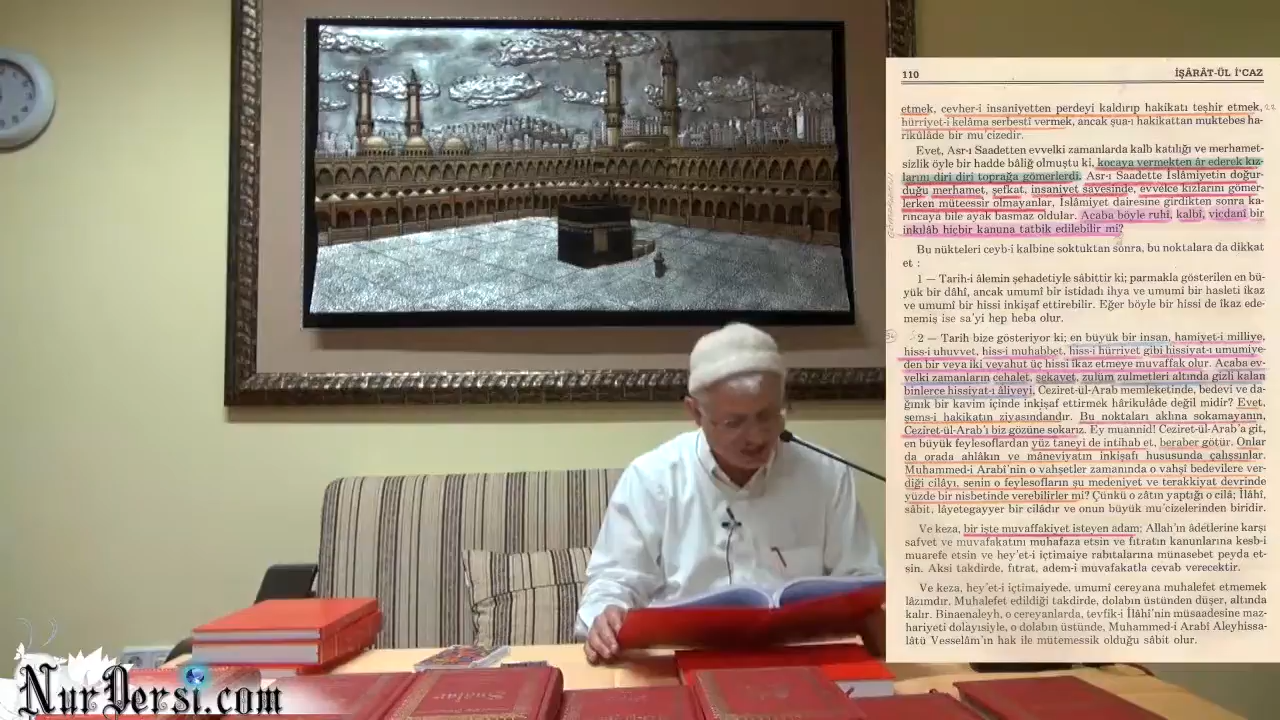 110 İŞÂRÂT-ÜL İ'CAZ
etmek, cevher-i insaniyetten perdeyi kaldırıp hakikatı teşhir etmek,
hürriyet-i kelâma serbestî vermek, ancak şua-ı hakikattan muktebes ha-
rikulâde bir mu'cizedir.
Evet, Asr-ı Saadetten evvelki zamanlarda kalb katılığı ve merhamet-
sizlik öyle bir hadde bâliğ olmuştu ki, kocaya vermekten âr ederek kız-
larını diri diri toprağa gömerlerdi. Asr-ı Saadette İslâmiyetin doğur-
duğu merhamet, şefkat, insaniyet sayesinde, evvelce kızlarını gömer-
lerken müteessir olmayanlar, İslâmiyet dairesine girdikten sonra ka-
rıncaya bile ayak basmaz oldular. Acaba böyle ruhî, kalbî, vicdanî bir
inkılâb hiçbir kanuna tatbik edilebilir mi?
Bu nükteleri ceyb-i kalbine soktuktan sonra, bu noktalara da dikkat
et :
1 — Tarih-i âlemin şehadetiyle sâbittir ki; parmakla gösterilen en bü-
yük bir dâhî, ancak umumî bir istidadı ihya ve umumî bir hasleti ikaz
ve umumî bir hissi inkişaf ettirebilir. Eğer böyle bir hissi de îkaz ede-
memiş ise sa'yi hep heba olur.
2 — Tarih bize gösteriyor ki; en büyük bir insan, hamiyet-i milliye,
hiss-i uhuvvet, hiss-i muhabbet, hiss-i hürriyet gibi hissiyat-ı umumiye-
den bir veya iki veyahut üç hissi îkaz etmeye muvaffak olur. Acaba ev-
velki zamanların cehalet, şekavet, zulüm zulmetleri altında gizli kalan
binlerce hissiyat-ı âliyeyi, Ceziret-ül-Arab memleketinde, bedevi ve da-
ğınık bir kavim içinde inkişaf ettirmek hârikulâde değil midir? Evet,
şems-i hakikatın ziyasındandır. Bu noktaları aklına sokamayanın,
Ceziret-ül-Arab'ı biz gözüne sokarız. Ey muannid! Ceziret-ül-Arab'a git,
en büyük feylesoflardan yüz taneyi de intihab et, beraber götür. Onlar
da orada ahlâkın ve mâneviyatın inkişafı hususunda çalışsınlar.
Muhammed-i Arabî'nin o vahşetler zamanında o vahşi bedevilere ver-
diği cilâyı, senin o feylesofların şu medeniyet ve terakkiyat devrinde
yüzde bir nisbetinde verebilirler mi? Çünkü o zâtın yaptığı o cilâ; İlâhî,
sâbit, lâyetegayyer bir cilâdır ve onun büyük mu'cizelerinden biridir.
Ve keza, bir işte muvaffakiyet isteyen adam; Allah'ın âdetlerine karşı
safvet ve muvafakatını muhafaza etsin ve fıtratın kanunlarına kesb-i
muarefe etsin ve hey'et-i içtimaiye rabıtalarına münasebet peyda et-
sin. Aksi takdirde, fıtrat, adem-i muvafakatla cevab verecektir.
Ve keza, hey'et-i içtimaiyede, umumî cereyana muhalefet etmemek
lâzımdır. Muhalefet edildiği takdirde, dolabın üstünden düşer, altında
kalır. Binaenaleyh, o cereyanlarda, tevfik-i İlâhî'nin müsaadesine maz-
hariyeti dolayısiyle, o dolabın üstünde, Muhammed-i Arabî Aleyhissa-
lâtü Vesselâm'ın hak ile mütemessik olduğu sâbit olur.
NurDersi.com